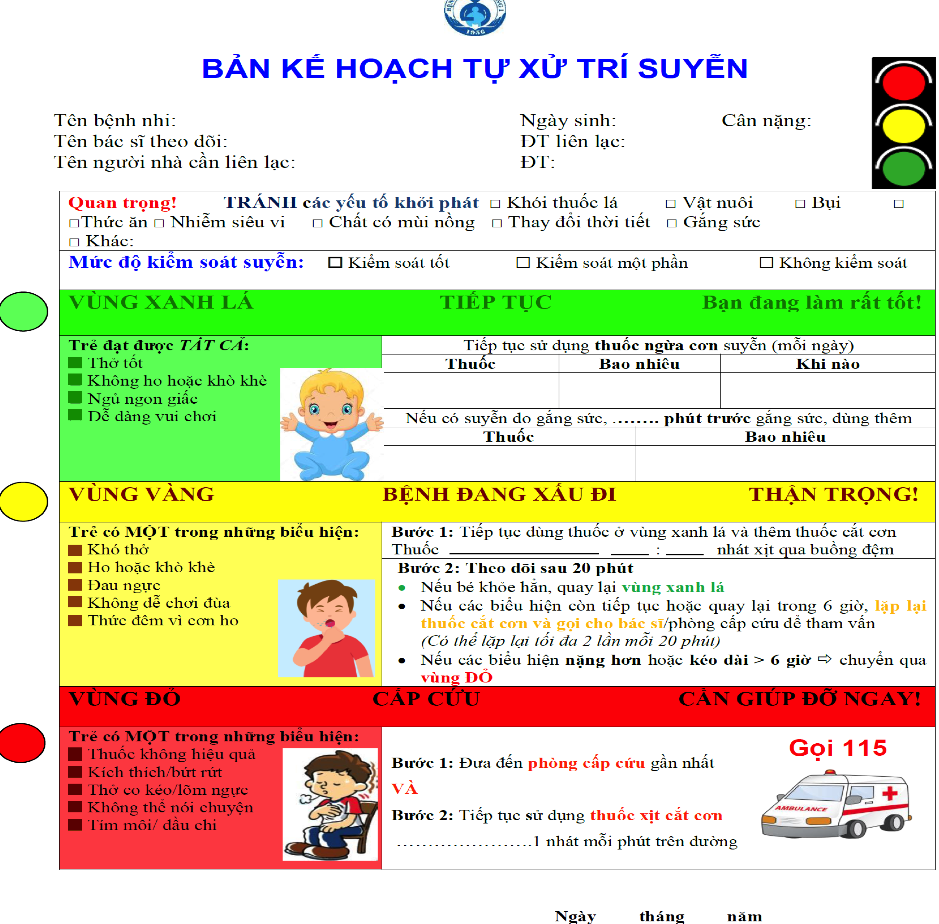 1956
BẢN KẾ HOẠCH TỰ XỬ TRÍ SUYỄN
Tên bệnh nhi: Ngày sinh: Cân nặng:
Tên bác sĩ theo dõi: ĐT liên lạc:
Tên người nhà cần liên lạc: ĐT:
Quan trọng! TRÁNH các yếu tố khởi phát □ Khói thuốc lá □ Vật nuôi □ Bụi □
□Thức ăn □ Nhiễm siêu vi □ Chất có mùi nồng □ Thay đổi thời tiết □ Gắng sức
□ Khác:
Mức độ kiểm soát suyễn: □ Kiểm soát tốt □ Kiểm soát một phần □ Không kiểm soát
VÙNG XANH LÁ TIẾP TỤC Bạn đang làm rất tốt!
Trẻ đạt được TẤT CẢ:
Thở tốt
Không ho hoặc khò khè
Ngủ ngon giấc
Dễ dàng vui chơi
Tiếp tục sử dụng thuốc ngừa cơn suyễn (mỗi ngày)
Thuốc Bao nhiêu Khi nào
Nếu có suyễn do gắng sức, …….. phút trước gắng sức, dùng thêm
Thuốc Bao nhiêu
VÙNG VÀNG BỆNH ĐANG XẤU ĐI THẬN TRỌNG!
Trẻ có MỘT trong những biểu hiện:
Khó thở
Ho hoặc khò khè
Đau ngực
Không dễ chơi đùa
Thức đêm vì cơn ho
Bước 1: Tiếp tục dùng thuốc ở vùng xanh lá và thêm thuốc cắt cơn
Thuốc ________________ ____ : ____ nhát xịt qua buồng đệm
Bước 2: Theo dõi sau 20 phút
• Nếu bé khỏe hẳn, quay lại vùng xanh lá
• Nếu các biểu hiện còn tiếp tục hoặc quay lại trong 6 giờ, lặp lại
thuốc cắt cơn và gọi cho bác sĩ/phòng cấp cứu để tham vấn
(Có thể lặp lại tối đa 2 lần mỗi 20 phút)
• Nếu các biểu hiện nặng hơn hoặc kéo dài > 6 giờ ⇨ chuyển qua
vùng ĐỎ
VÙNG ĐỎ CẤP CỨU CẦN GIÚP ĐỠ NGAY!
Trẻ có MỘT trong những biểu hiện:
Thuốc không hiệu quả
Kích thích/bứt rứt
Thở co kéo/lõm ngực
Không thể nói chuyện
Tím môi/ đầu chi
Gọi 115
Bước 1: Đưa đến phòng cấp cứu gần nhất
VÀ
Bước 2: Tiếp tục sử dụng thuốc xịt cắt cơn
…………………..1 nhát mỗi phút trên đường
AMBULANCE
Ngày tháng năm